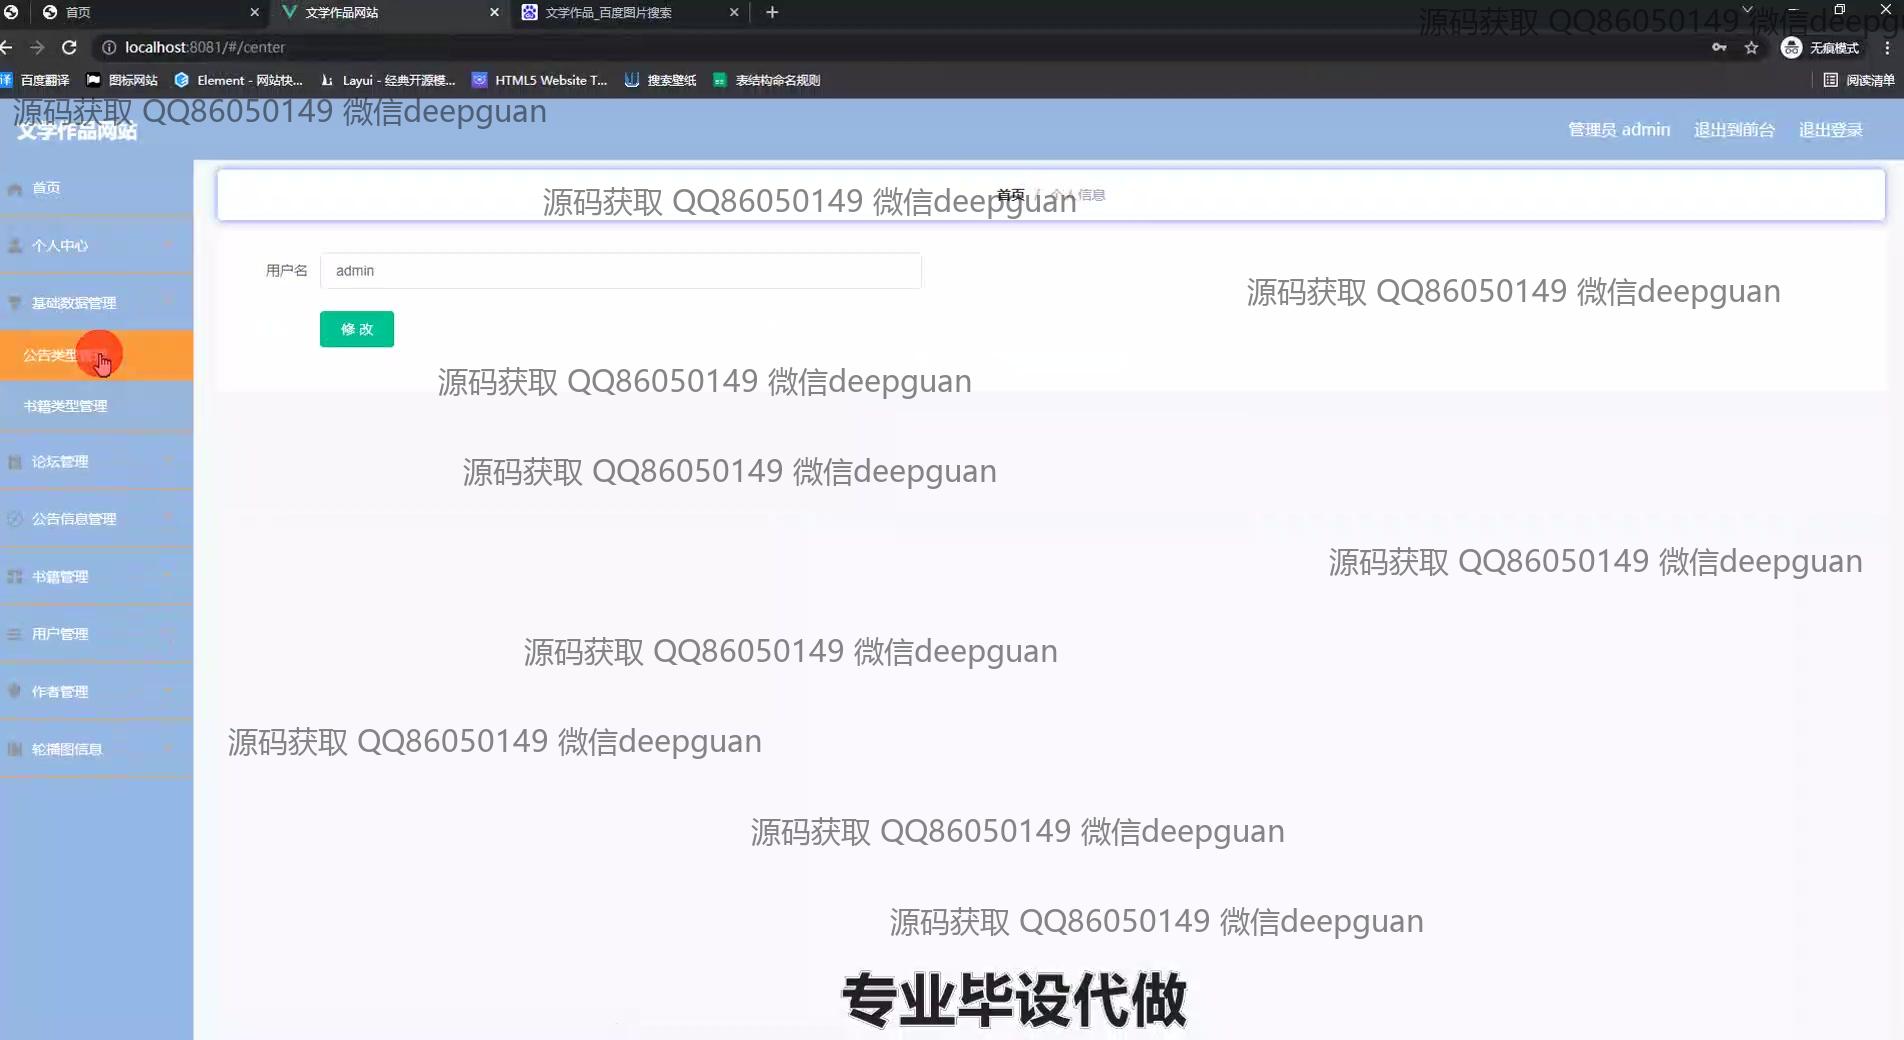 首页
文学作品网站
文学作品_百度图片搜索
源码获取 QQ86050149 微信deepg
localhost:8081/#/center
无痕模式
百度翻译
图标网站
Element - 网站快...
Layui - 经典开源模...
HTML5 Website T...
搜索壁纸
表结构命名规则
阅读清单
源码获取 QQ86050149 微信deepguan
文学作品网站
管理员 admin
退出到前台
退出登录
首页
个人中心
基础数据管理
公告类型管理
书籍类型管理
论坛管理
公告信息管理
书籍管理
用户管理
作者管理
轮播图信息
首页 / 个人信息
源码获取 QQ86050149 微信deepguan
用户名
admin
源码获取 QQ86050149 微信deepguan
修 改
源码获取 QQ86050149 微信deepguan
源码获取 QQ86050149 微信deepguan
源码获取 QQ86050149 微信deepguan
源码获取 QQ86050149 微信deepguan
源码获取 QQ86050149 微信deepguan
源码获取 QQ86050149 微信deepguan
源码获取 QQ86050149 微信deepguan
专业毕设代做